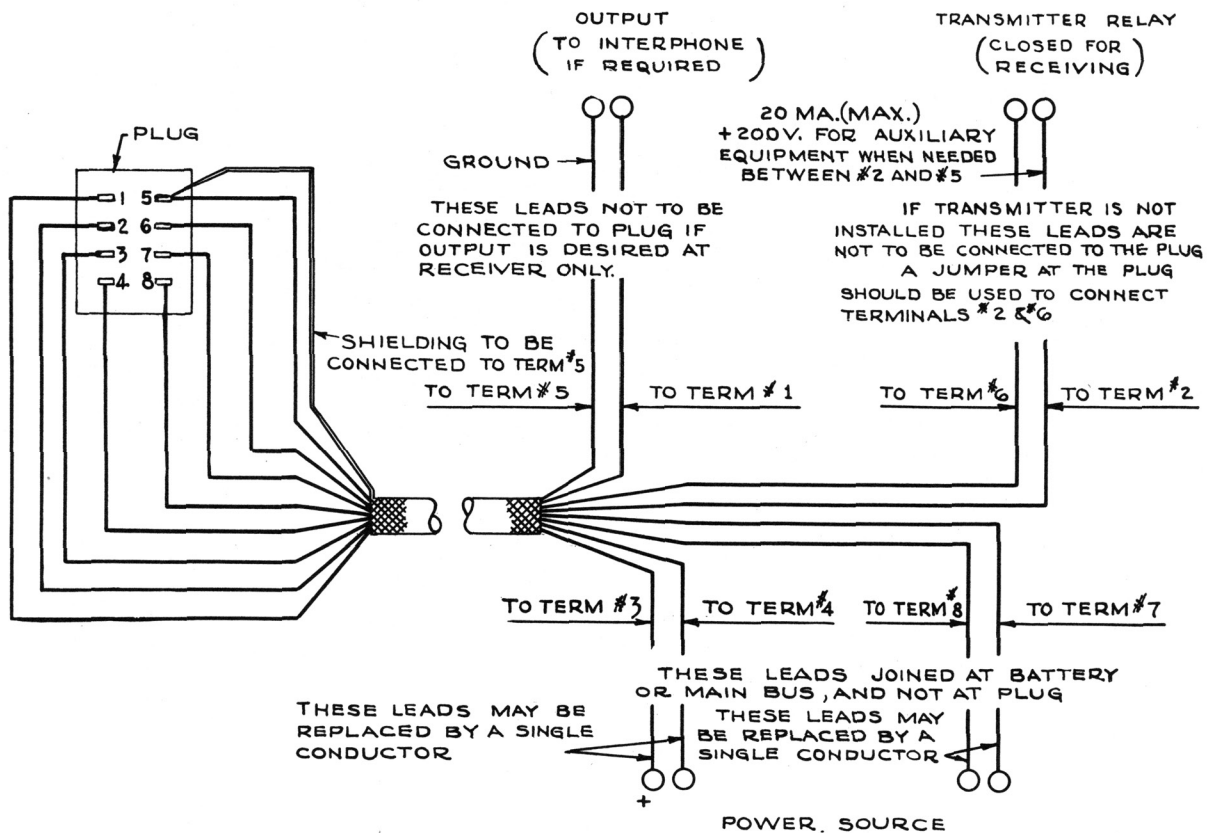 OUTPUT
(TO INTERPHONE
IF REQUIRED)
TRANSMITTER RELAY
(CLOSED FOR
RECEIVING)
PLUG
1 5
2 6
3 7
4 8
GROUND
20 MA.(MAX.)
+200V. FOR AUXILIARY
EQUIPMENT WHEN NEEDED
BETWEEN #2 AND #5
THESE LEADS NOT TO BE
CONNECTED TO PLUG IF
OUTPUT IS DESIRED AT
RECEIVER ONLY.
IF TRANSMITTER IS NOT
INSTALLED THESE LEADS ARE
NOT TO BE CONNECTED TO THE PLUG
A JUMPER AT THE PLUG
SHOULD BE USED TO CONNECT
TERMINALS #2 & #6
SHIELDING TO BE
CONNECTED TO TERM #5
TO TERM #5
TO TERM #1
TO TERM #6
TO TERM #2
TO TERM #3
TO TERM #4
TO TERM #8
TO TERM #7
THESE LEADS JOINED AT BATTERY
OR MAIN BUS, AND NOT AT PLUG
THESE LEADS MAY BE
REPLACED BY A SINGLE
CONDUCTOR
THESE LEADS MAY
BE REPLACED BY A
SINGLE CONDUCTOR
+
POWER. SOURCE